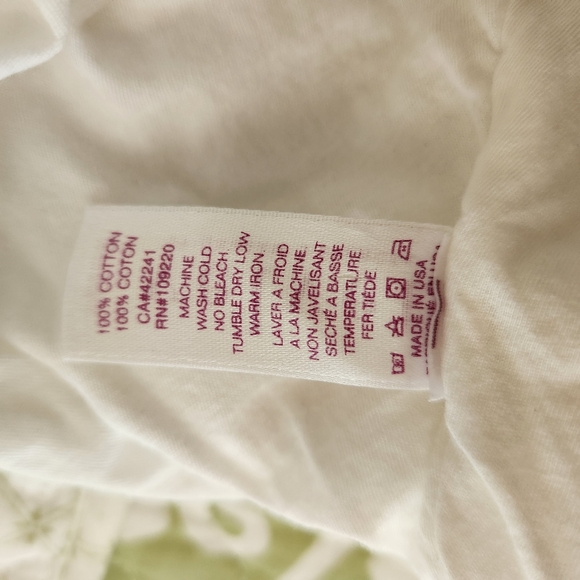 100% COTTON
100% COTON
CA#42241
RN#109220
MACHINE
WASH COLD
NO BLEACH
TUMBLE DRY LOW
WARM IRON
LAVER A FROID
A LA MACHINE
NON JAVELISANT
SECHÉ A BASSE
TEMPERATURE
FER TIÉDE
MADE IN USA